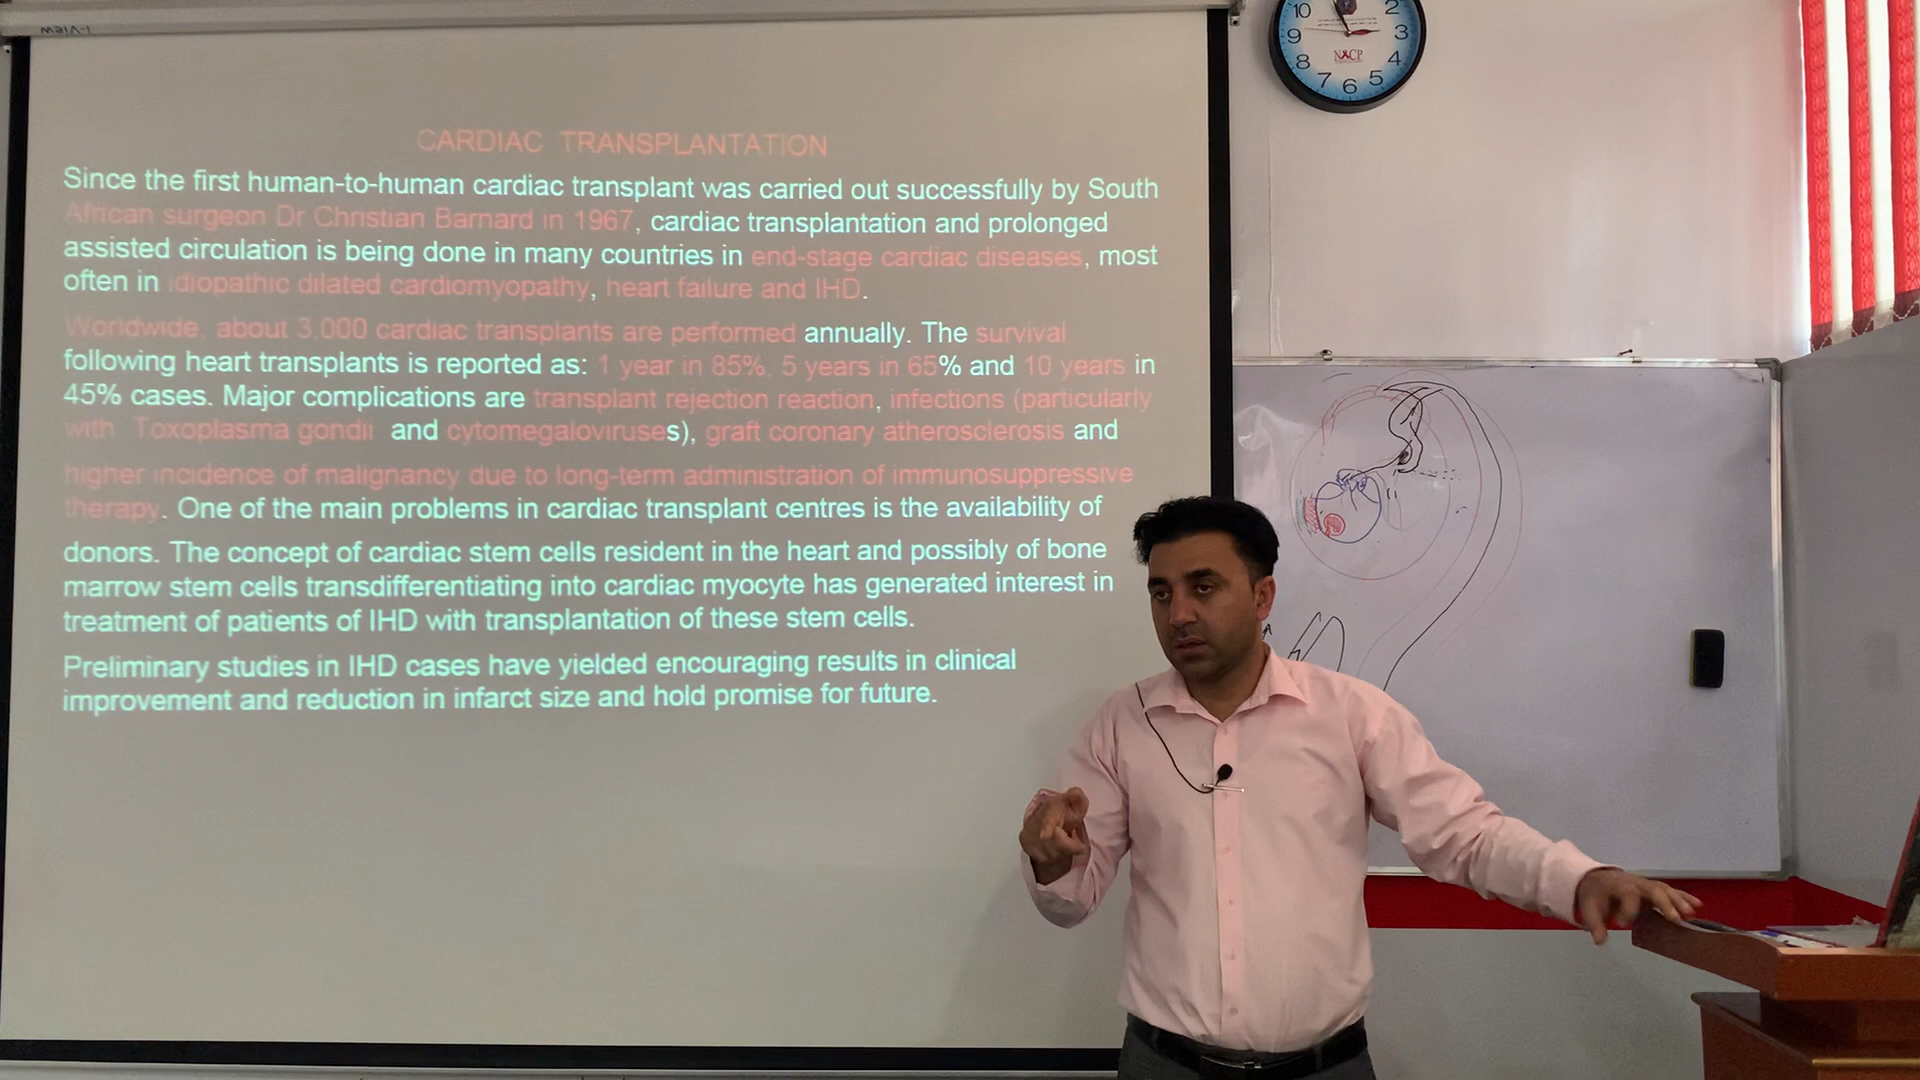 I-View
CARDIAC TRANSPLANTATION
Since the first human-to-human cardiac transplant was carried out successfully by South
African surgeon Dr Christian Barnard in 1967, cardiac transplantation and prolonged
assisted circulation is being done in many countries in end-stage cardiac diseases, most
often in idiopathic dilated cardiomyopathy, heart failure and IHD.
Worldwide, about 3,000 cardiac transplants are performed annually. The survival
following heart transplants is reported as: 1 year in 85%, 5 years in 65% and 10 years in
45% cases. Major complications are transplant rejection reaction, infections (particularly
with Toxoplasma gondii and cytomegaloviruses), graft coronary atherosclerosis and
higher incidence of malignancy due to long-term administration of immunosuppressive
therapy. One of the main problems in cardiac transplant centres is the availability of
donors. The concept of cardiac stem cells resident in the heart and possibly of bone
marrow stem cells transdifferentiating into cardiac myocyte has generated interest in
treatment of patients of IHD with transplantation of these stem cells.
Preliminary studies in IHD cases have yielded encouraging results in clinical
improvement and reduction in infarct size and hold promise for future.
10 2
9 3
NACP
8 4
7 6 5